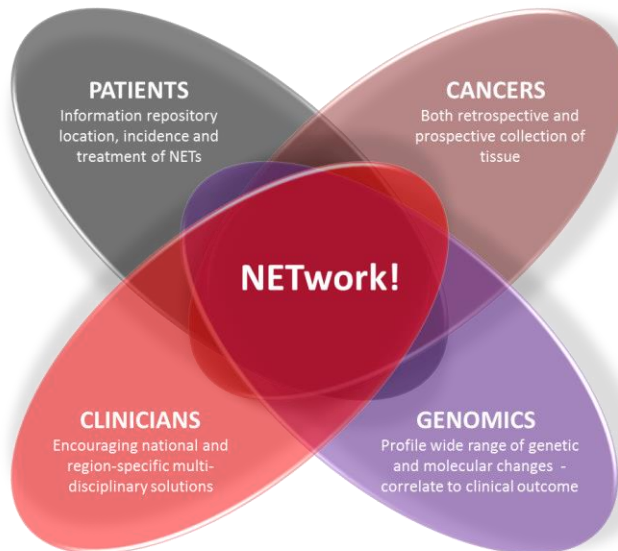 PATIENTS
Information repository
location, incidence and
treatment of NETs
CANCERS
Both retrospective and
prospective collection of
tissue
NETwork!
CLINICIANS
Encouraging national and
region-specific multi-
disciplinary solutions
GENOMICS
Profile wide range of genetic
and molecular changes -
correlate to clinical outcome